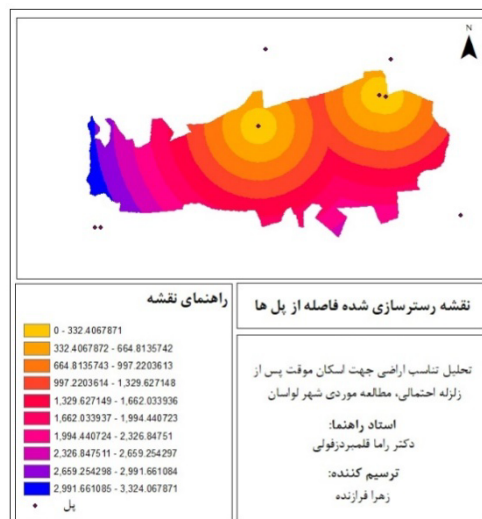 N
راهنمای نقشه
0 - 332.4067871
332.4067872 - 664.8135742
664.8135743 - 997.2203613
997.2203614 - 1,329.627148
1,329.627149 - 1,662.033936
1,662.033937 - 1,994.440723
1,994.440724 - 2,326.84751
2,326.847511 - 2,659.254297
2,659.254298 - 2,991.661084
2,991.661085 - 3,324.067871
پل
نقشه رسترسازی شده فاصله از پل ها
تحلیل تناسب اراضی جهت اسکان موقت پس از
زلزله احتمالی، مطالعه موردی شهر لواسان
استاد راهنما:
دکتر راما قلمبردزفولی
ترسیم کننده:
زهرا فرازنده